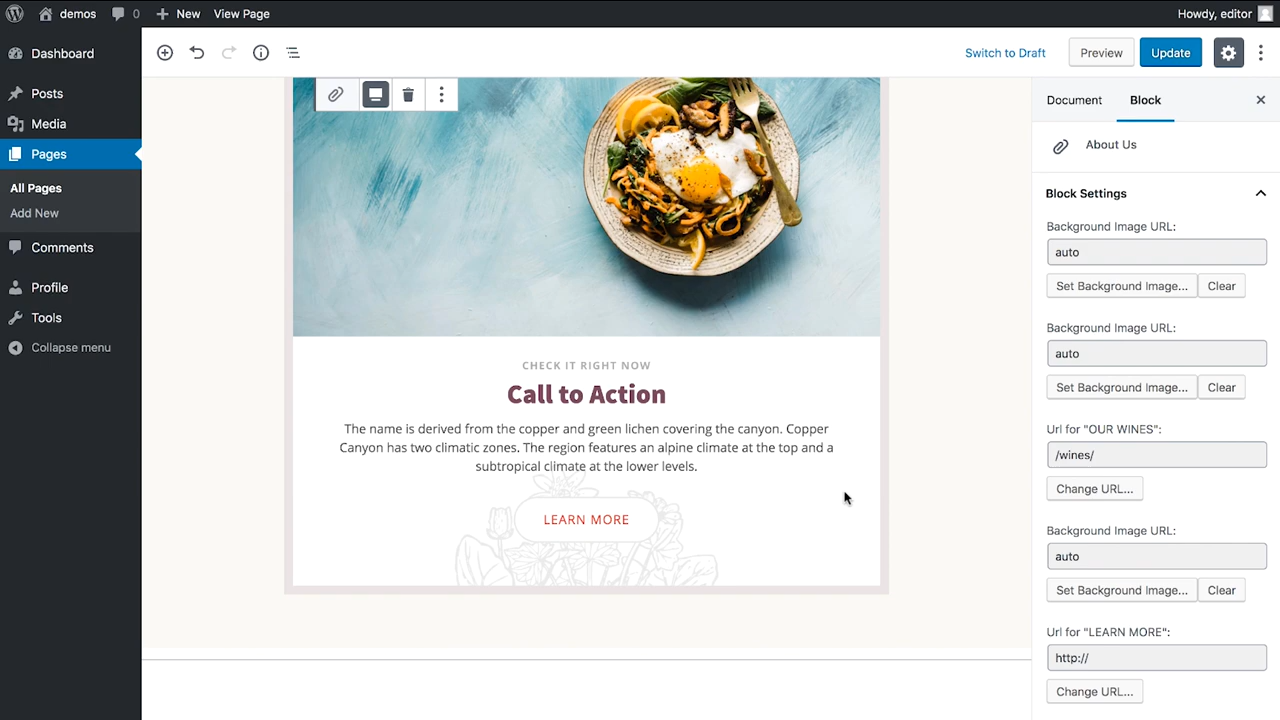 demos
0
New
View Page
Howdy, editor
Dashboard
Posts
Media
Pages
All Pages
Add New
Comments
Profile
Tools
Collapse menu
Switch to Draft
Preview
Update
CHECK IT RIGHT NOW
Call to Action
The name is derived from the copper and green lichen covering the canyon. Copper
Canyon has two climatic zones. The region features an alpine climate at the top and a
subtropical climate at the lower levels.
LEARN MORE
Document
Block
About Us
Block Settings
Background Image URL:
auto
Set Background Image...
Clear
Background Image URL:
auto
Set Background Image...
Clear
Url for "OUR WINES":
/wines/
Change URL...
Background Image URL:
auto
Set Background Image...
Clear
Url for "LEARN MORE":
http://
Change URL...